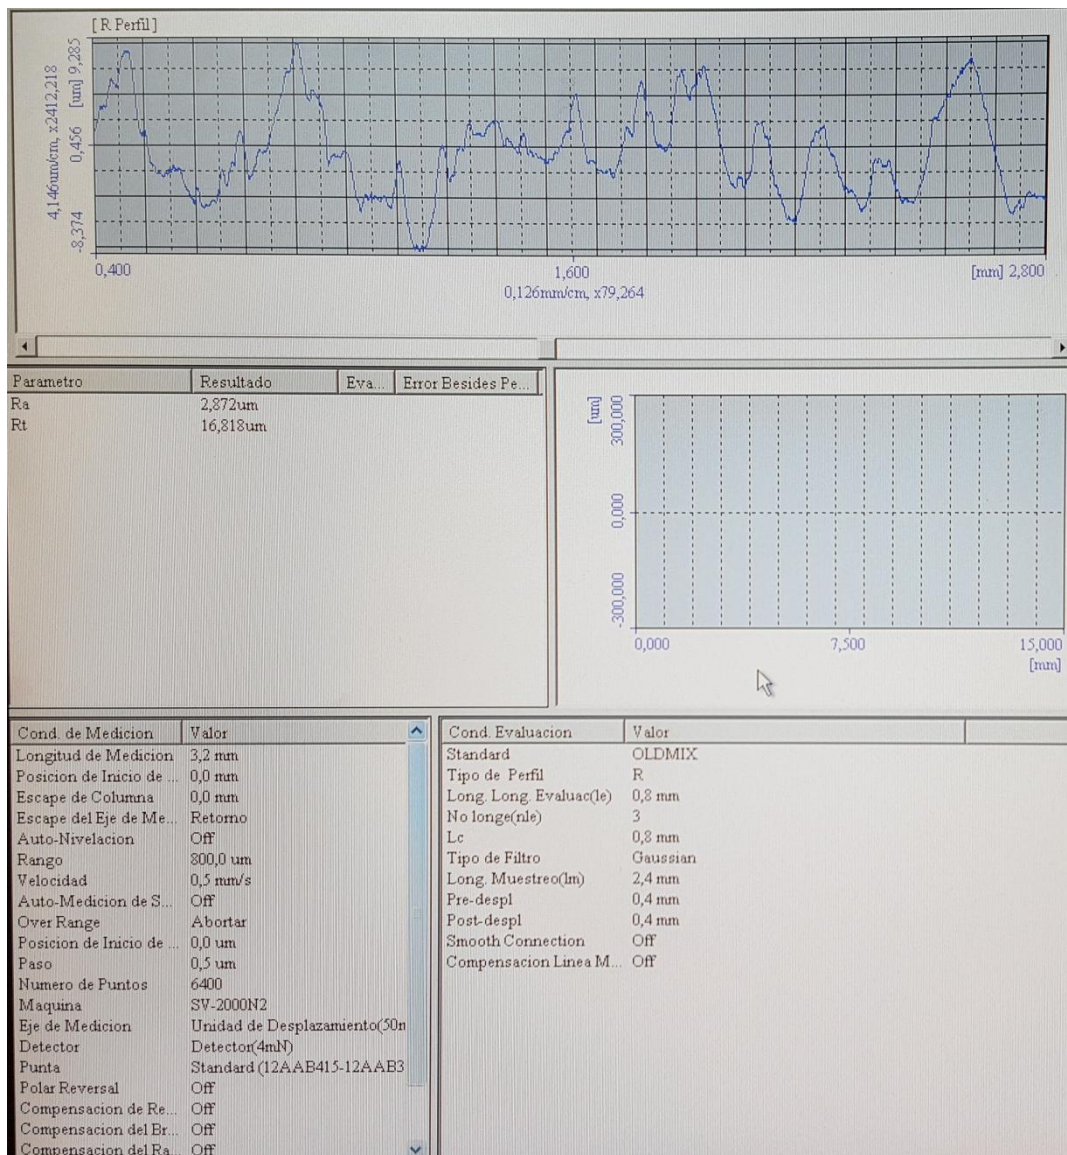 [ R Perfil ]
4,146um/cm, x2412,218
[um] 9,285
0,456
-8,374
0,400 1,600 [mm] 2,800
0,126mm/cm, x79,264
Parametro Resultado Eva... Error Besides Pe...
Ra 2,872um
Rt 16,818um
[um]
300,000
0,000
-300,000
0,000 7,500 15,000
[mm]
Cond. de Medicion Valor
Longitud de Medicion 3,2 mm
Posicion de Inicio de ... 0,0 mm
Escape de Columna 0,0 mm
Escape del Eje de Me... Retorno
Auto-Nivelacion Off
Rango 800,0 um
Velocidad 0,5 mm/s
Auto-Medicion de S... Off
Over Range Abortar
Posicion de Inicio de ... 0,0 um
Paso 0,5 um
Numero de Puntos 6400
Maquina SV-2000N2
Eje de Medicion Unidad de Desplazamiento(50n
Detector Detector(4mN)
Punta Standard (12AAB415-12AAB3
Polar Reversal Off
Compensacion de Re... Off
Compensacion del Br... Off
Compensacion del Ra... Off
Cond. Evaluacion Valor
Standard OLDMIX
Tipo de Perfil R
Long. Long. Evaluac(le) 0,8 mm
No longe(nle) 3
Lc 0,8 mm
Tipo de Filtro Gaussian
Long. Muestreo(lm) 2,4 mm
Pre-despl 0,4 mm
Post-despl 0,4 mm
Smooth Connection Off
Compensacion Linea M... Off